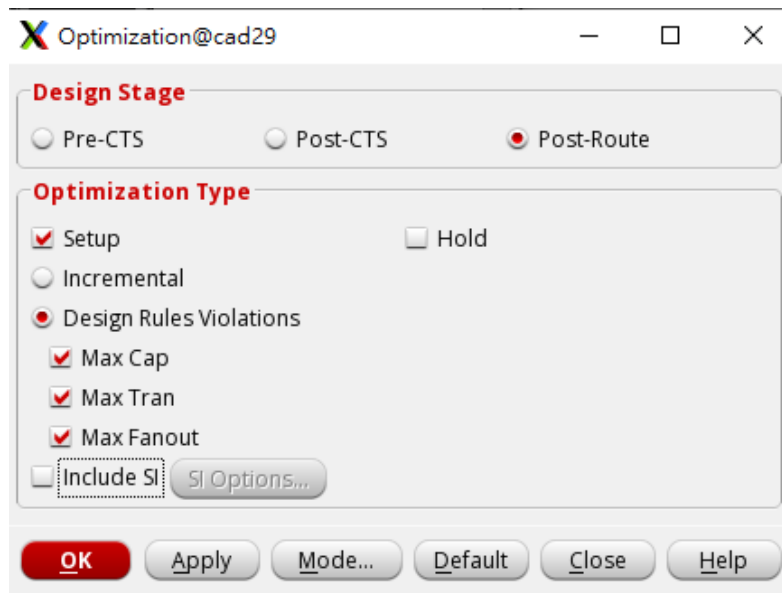 Optimization@cad29
Design Stage
Pre-CTS Post-CTS Post-Route
Optimization Type
Setup Hold
Incremental
Design Rules Violations
Max Cap
Max Tran
Max Fanout
Include SI SI Options...
OK Apply Mode... Default Close Help